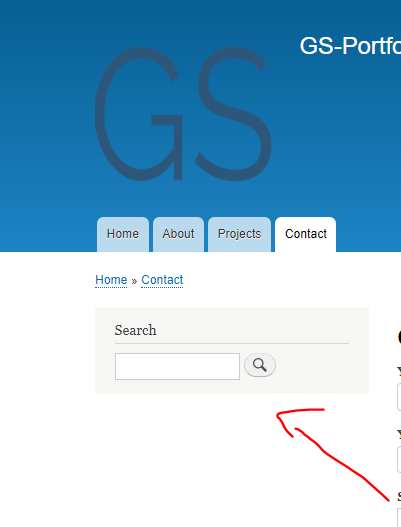 GS-Portfo
GS
Home About Projects Contact
Home » Contact
Search